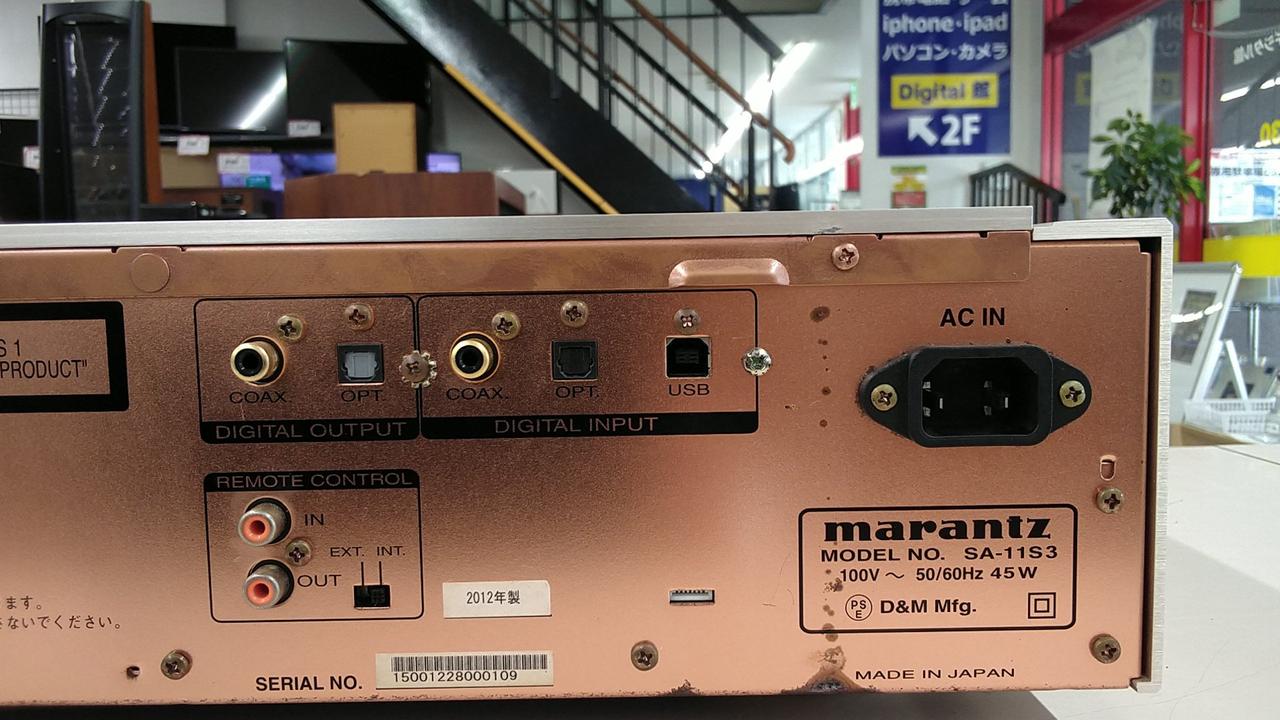 iphone・ipad
パソコン・カメラ
Digital 館
2F
S 1
PRODUCT"
COAX.
OPT.
DIGITAL OUTPUT
COAX.
OPT.
USB
DIGITAL INPUT
AC IN
REMOTE CONTROL
IN
EXT. INT.
OUT
marantz
MODEL NO. SA-11S3
100V ～ 50/60Hz 45W
PSE D&M Mfg.
2012年製
ます。
ないでください。
SERIAL NO.
15001228000109
MADE IN JAPAN